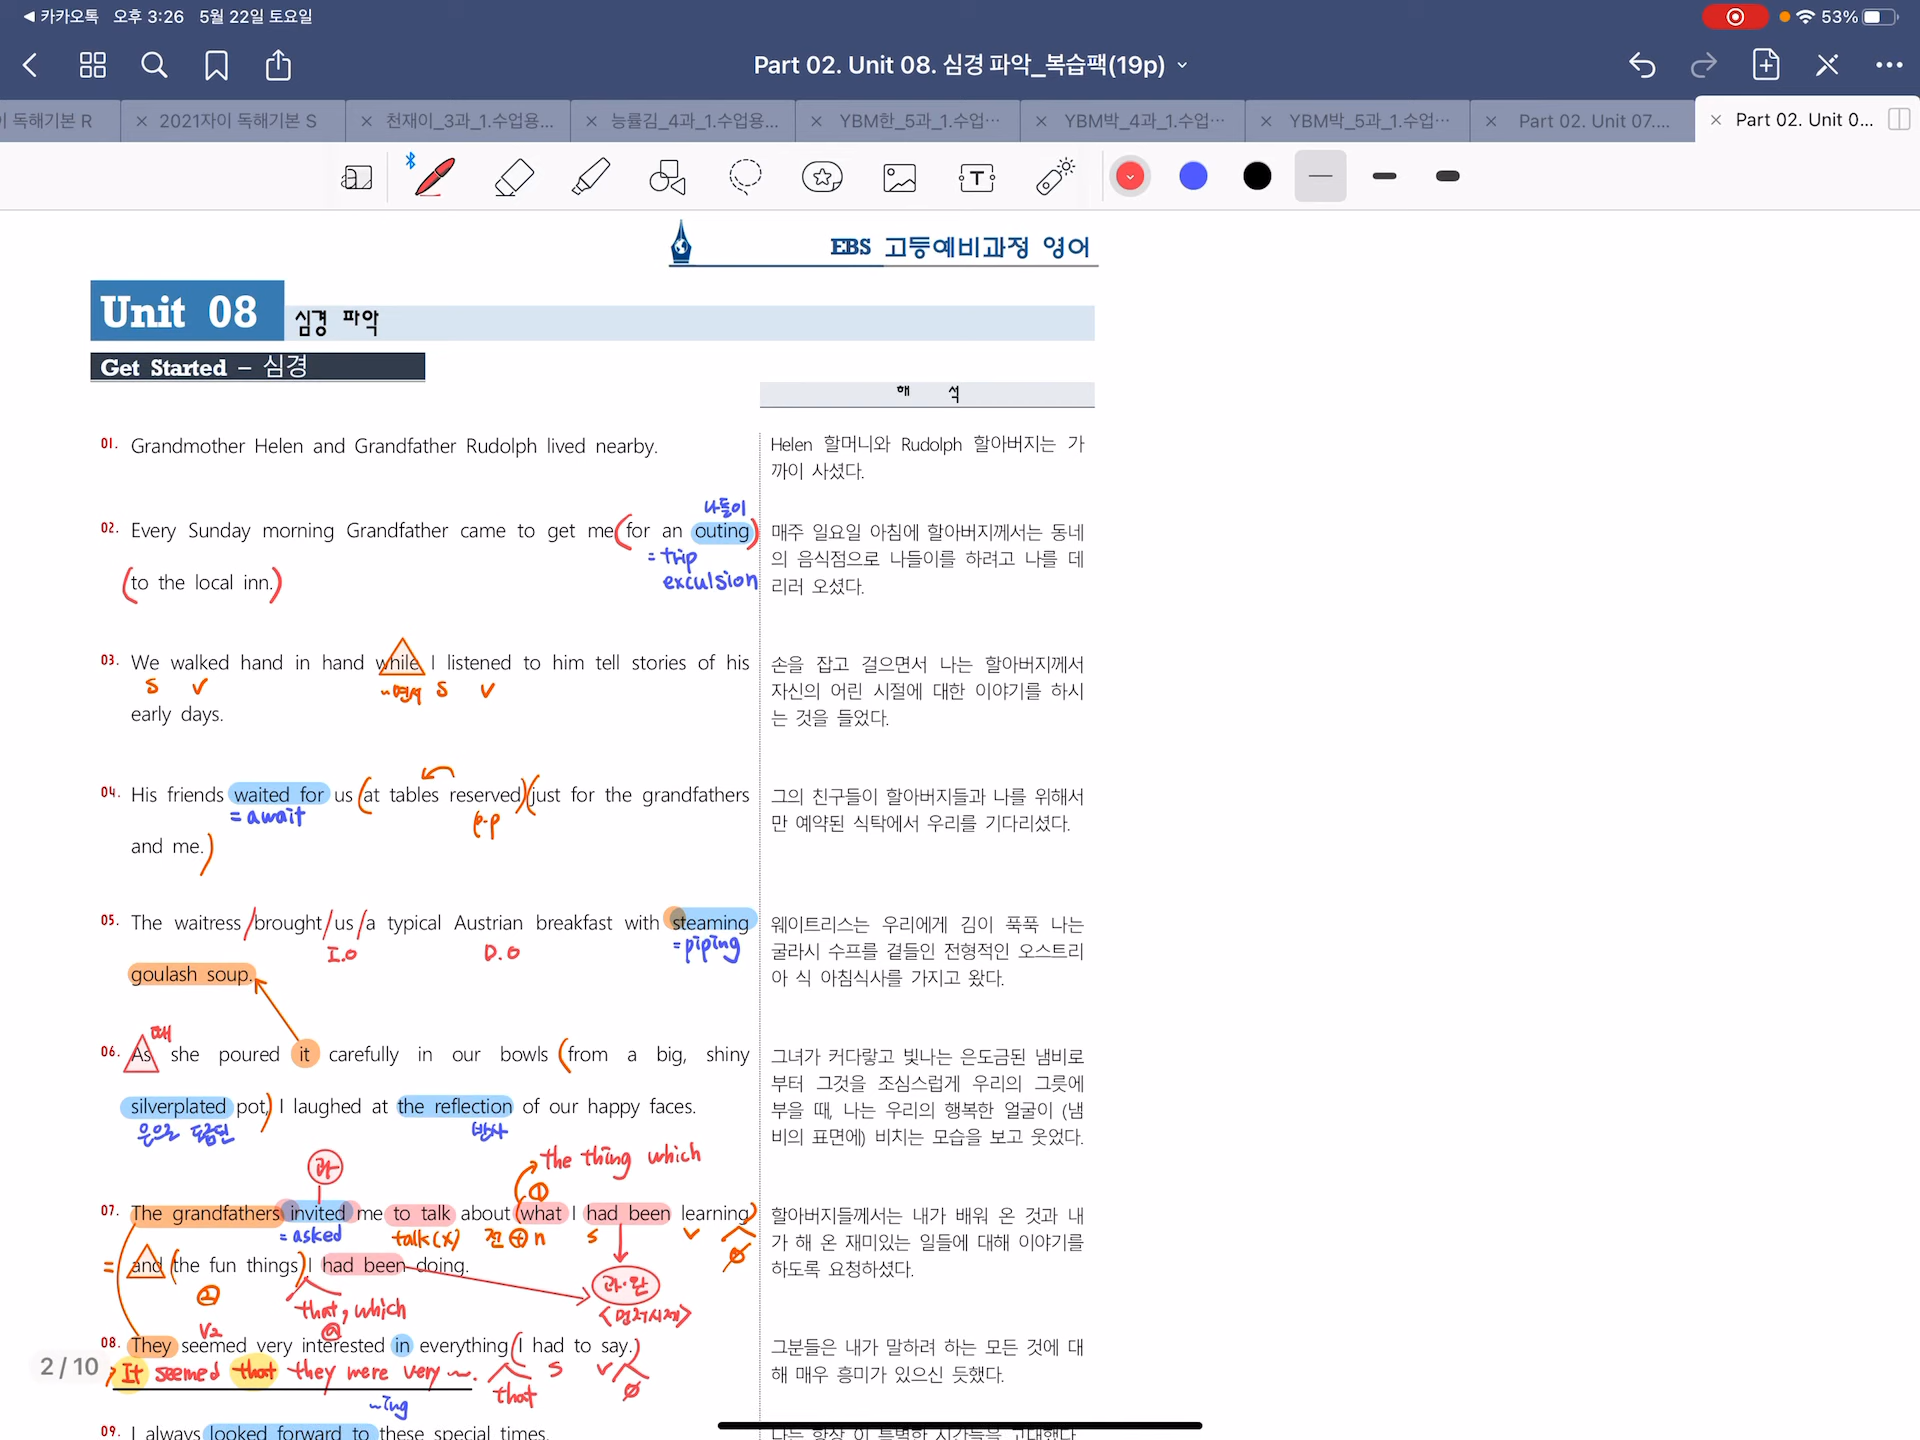 ◀ 카카오톡 오후 3:26 5월 22일 토요일 53%
Part 02. Unit 08. 심경 파악_복습팩(19p)
이 독해기본 R × 2021자이 독해기본 S × 천재이_3과_1.수업용... × 능률김_4과_1.수업용... × YBM한_5과_1.수업... × YBM박_4과_1.수업... × YBM박_5과_1.수업... × Part 02. Unit 07.... × Part 02. Unit 0...
EBS 고등예비과정 영어
Unit 08 심경 파악
Get Started – 심경
해 석
01. Grandmother Helen and Grandfather Rudolph lived nearby.
Helen 할머니와 Rudolph 할아버지는 가
까이 사셨다.
나들이
02. Every Sunday morning Grandfather came to get me (for an outing)
= trip
exculsion
(to the local inn.)
매주 일요일 아침에 할아버지께서는 동네
의 음식점으로 나들이를 하려고 나를 데
리러 오셨다.
03. We walked hand in hand while I listened to him tell stories of his
S V ~면서 S V
early days.
손을 잡고 걸으면서 나는 할아버지께서
자신의 어린 시절에 대한 이야기를 하시
는 것을 들었다.
04. His friends waited for us (at tables reserved) (just for the grandfathers
= await p.p
and me.)
그의 친구들이 할아버지들과 나를 위해서
만 예약된 식탁에서 우리를 기다리셨다.
05. The waitress / brought / us / a typical Austrian breakfast with steaming
I.O D.O = piping
goulash soup.
웨이트리스는 우리에게 김이 푹푹 나는
굴라시 수프를 곁들인 전형적인 오스트리
아 식 아침식사를 가지고 왔다.
때
06. As she poured it carefully in our bowls (from a big, shiny
silverplated pot,) I laughed at the reflection of our happy faces.
은으로 도금된 반사
그녀가 커다랗고 빛나는 은도금된 냄비로
부터 그것을 조심스럽게 우리의 그릇에
부을 때, 나는 우리의 행복한 얼굴이 (냄
비의 표면에) 비치는 모습을 보고 웃었다.
과 the thing which
①
07. The grandfathers invited me to talk about (what I had been learning)
= asked talk(x) 전 + n S V ∅
= and (the fun things) I had been doing.
② that, which 과·완
@ <먼저시제>
할아버지들께서는 내가 배워 온 것과 내
가 해 온 재미있는 일들에 대해 이야기를
하도록 요청하셨다.
V2
08. They seemed very interested in everything (I had to say.)
It seemed that they were very ~. that S V ∅
~ing
그분들은 내가 말하려 하는 모든 것에 대
해 매우 흥미가 있으신 듯했다.
2 / 10
09. I always looked forward to these special times.
나는 항상 이 특별한 시간들을 고대했다.